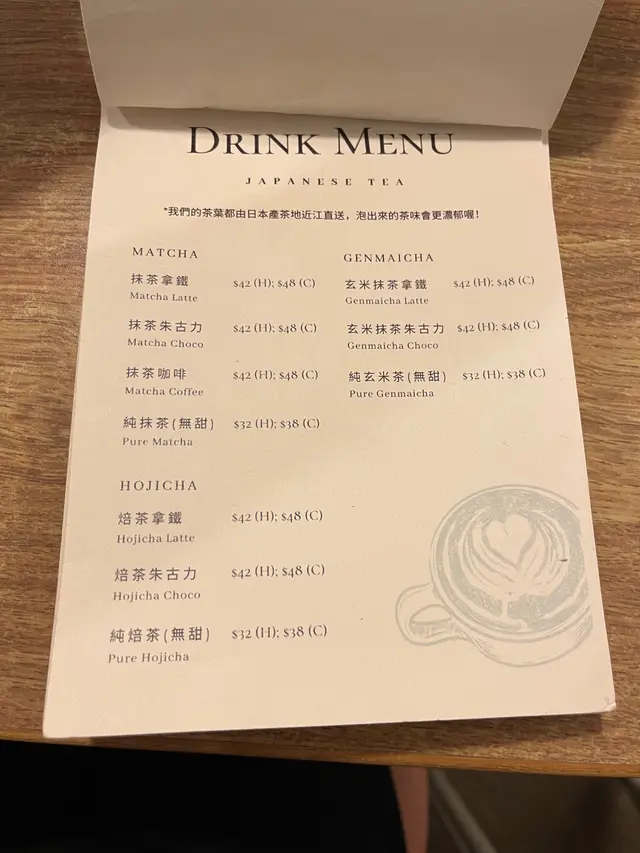 DRINK MENU
JAPANESE TEA
*我們的茶葉都由日本產茶地近江直送，泡出來的茶味會更濃郁喔！
MATCHA
抹茶拿鐵 $42 (H); $48 (C)
Matcha Latte
抹茶朱古力 $42 (H); $48 (C)
Matcha Choco
抹茶咖啡 $42 (H); $48 (C)
Matcha Coffee
純抹茶(無甜) $32 (H); $38 (C)
Pure Matcha
HOJICHA
焙茶拿鐵 $42 (H); $48 (C)
Hojicha Latte
焙茶朱古力 $42 (H); $48 (C)
Hojicha Choco
純焙茶(無甜) $32 (H); $38 (C)
Pure Hojicha
GENMAICHA
玄米抹茶拿鐵 $42 (H); $48 (C)
Genmaicha Latte
玄米抹茶朱古力 $42 (H); $48 (C)
Genmaicha Choco
純玄米茶(無甜) $32 (H); $38 (C)
Pure Genmaicha